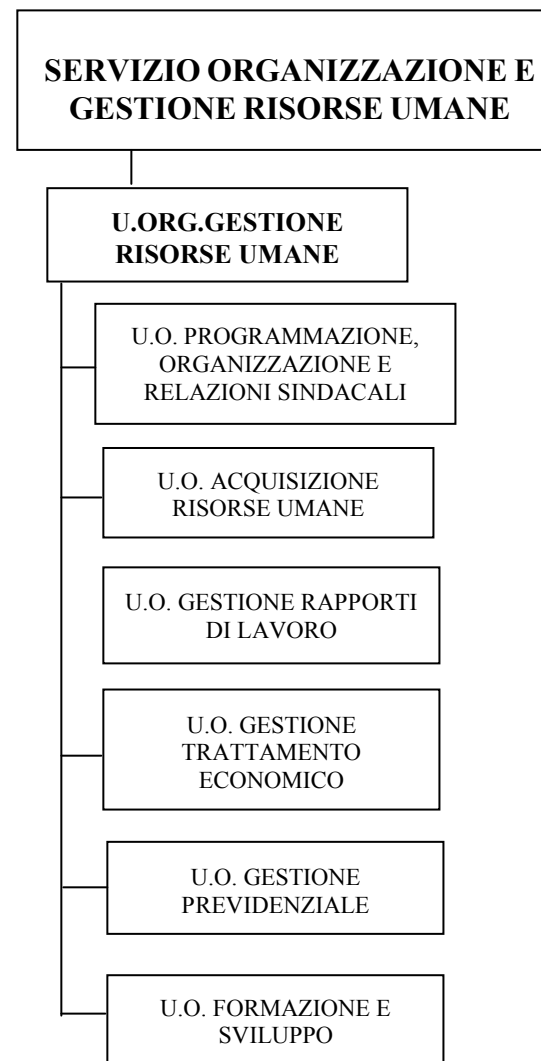 SERVIZIO ORGANIZZAZIONE E
GESTIONE RISORSE UMANE
U.ORG.GESTIONE
RISORSE UMANE
U.O. PROGRAMMAZIONE,
ORGANIZZAZIONE E
RELAZIONI SINDACALI
U.O. ACQUISIZIONE
RISORSE UMANE
U.O. GESTIONE RAPPORTI
DI LAVORO
U.O. GESTIONE
TRATTAMENTO
ECONOMICO
U.O. GESTIONE
PREVIDENZIALE
U.O. FORMAZIONE E
SVILUPPO